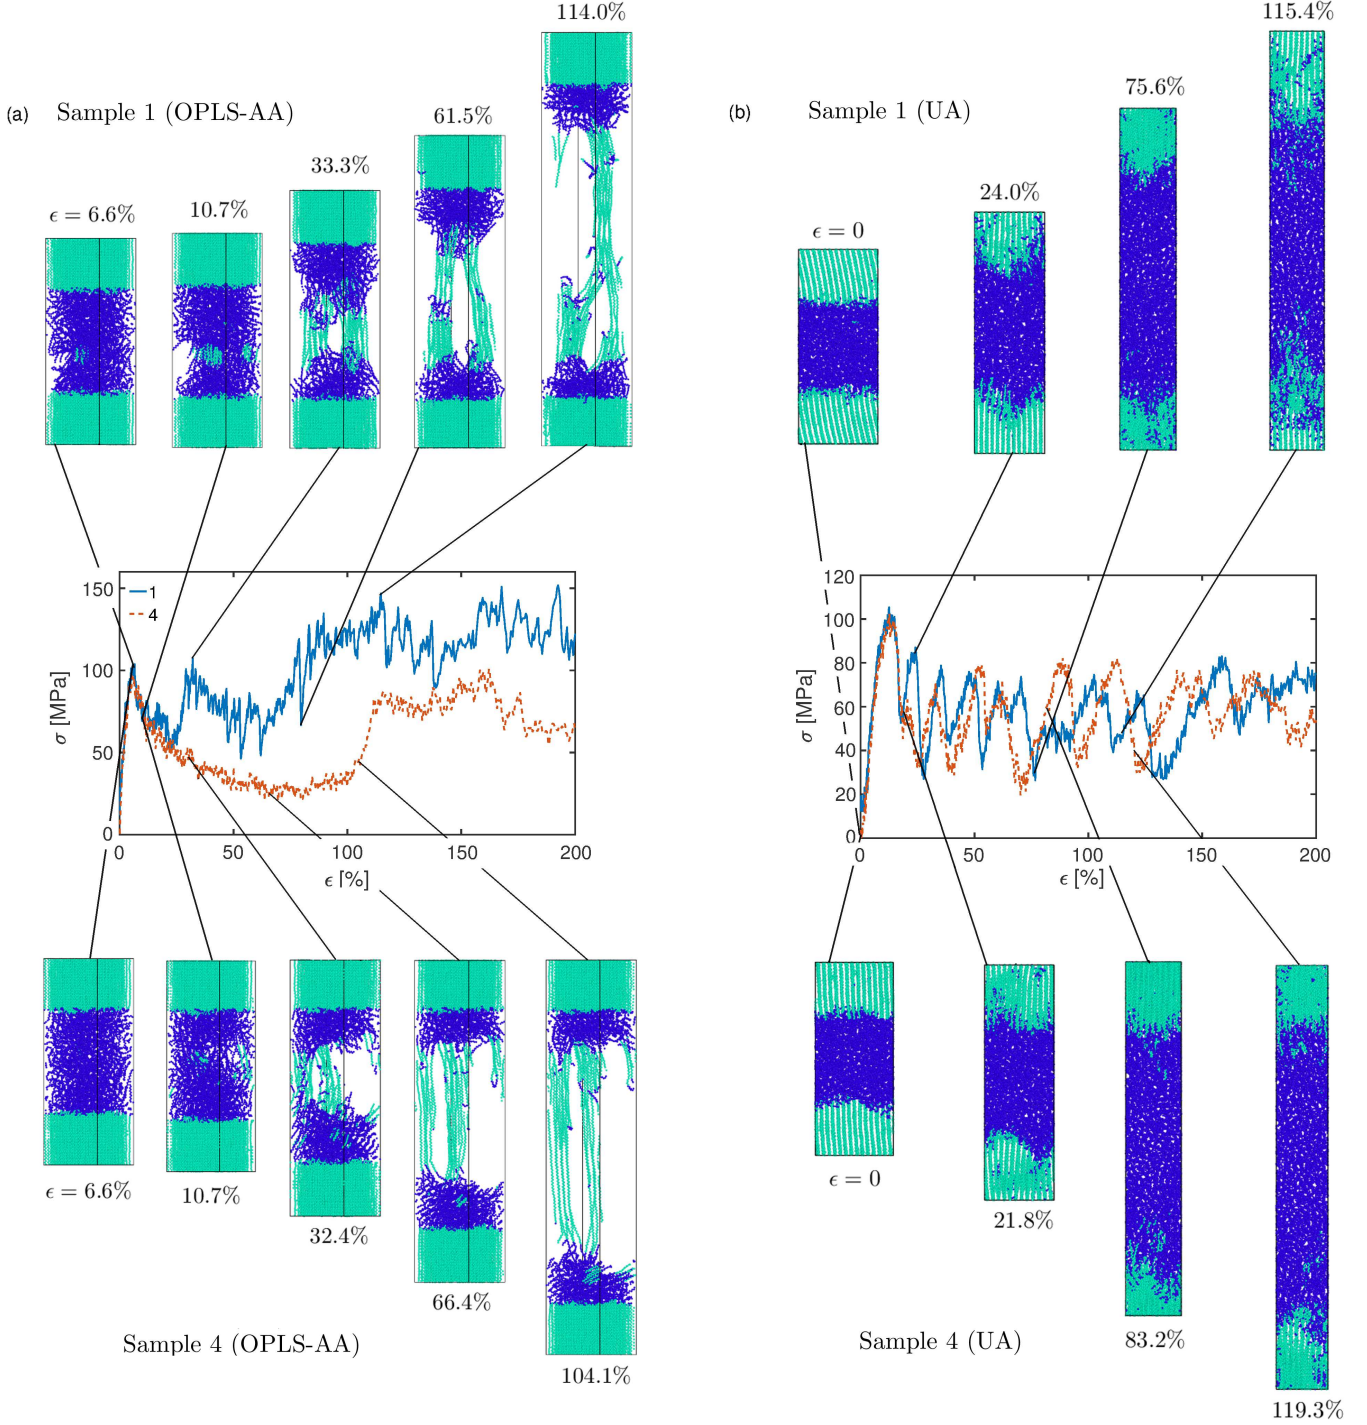 114.0%
115.4%
(a) Sample 1 (OPLS-AA)
61.5%
(b) Sample 1 (UA)
75.6%
33.3%
24.0%
ϵ = 6.6%
10.7%
ϵ = 0
150
100
50
0
σ [MPa]
1
4
0 50 100 150 200
ϵ [%]
120
100
80
60
40
20
0
σ [MPa]
0 50 100 150 200
ϵ [%]
ϵ = 6.6%
10.7%
32.4%
66.4%
104.1%
Sample 4 (OPLS-AA)
ϵ = 0
21.8%
83.2%
119.3%
Sample 4 (UA)